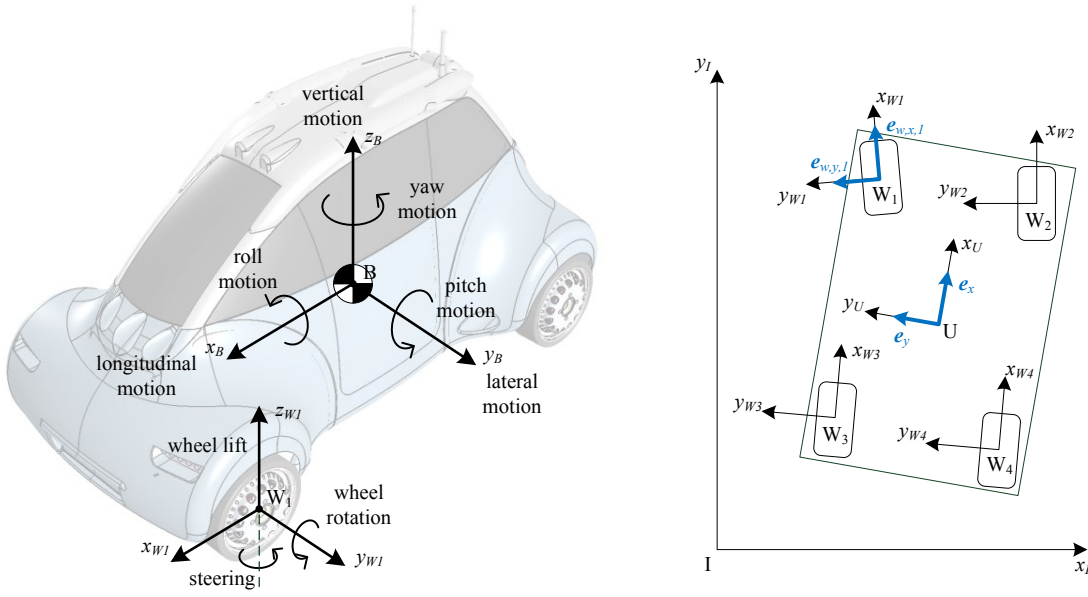 vertical
motion
z_B
yaw
motion
roll
motion
B
pitch
motion
x_B
longitudinal
motion
y_B
lateral
motion
z_W1
wheel lift
W_1
wheel
rotation
x_W1
y_W1
steering
y_I
x_W1
e_w,x,1
x_W2
e_w,y,1
y_W1
W_1
y_W2
W_2
x_U
e_x
y_U
U
e_y
x_W3
x_W4
y_W3
W_3
y_W4
W_4
I
x_I